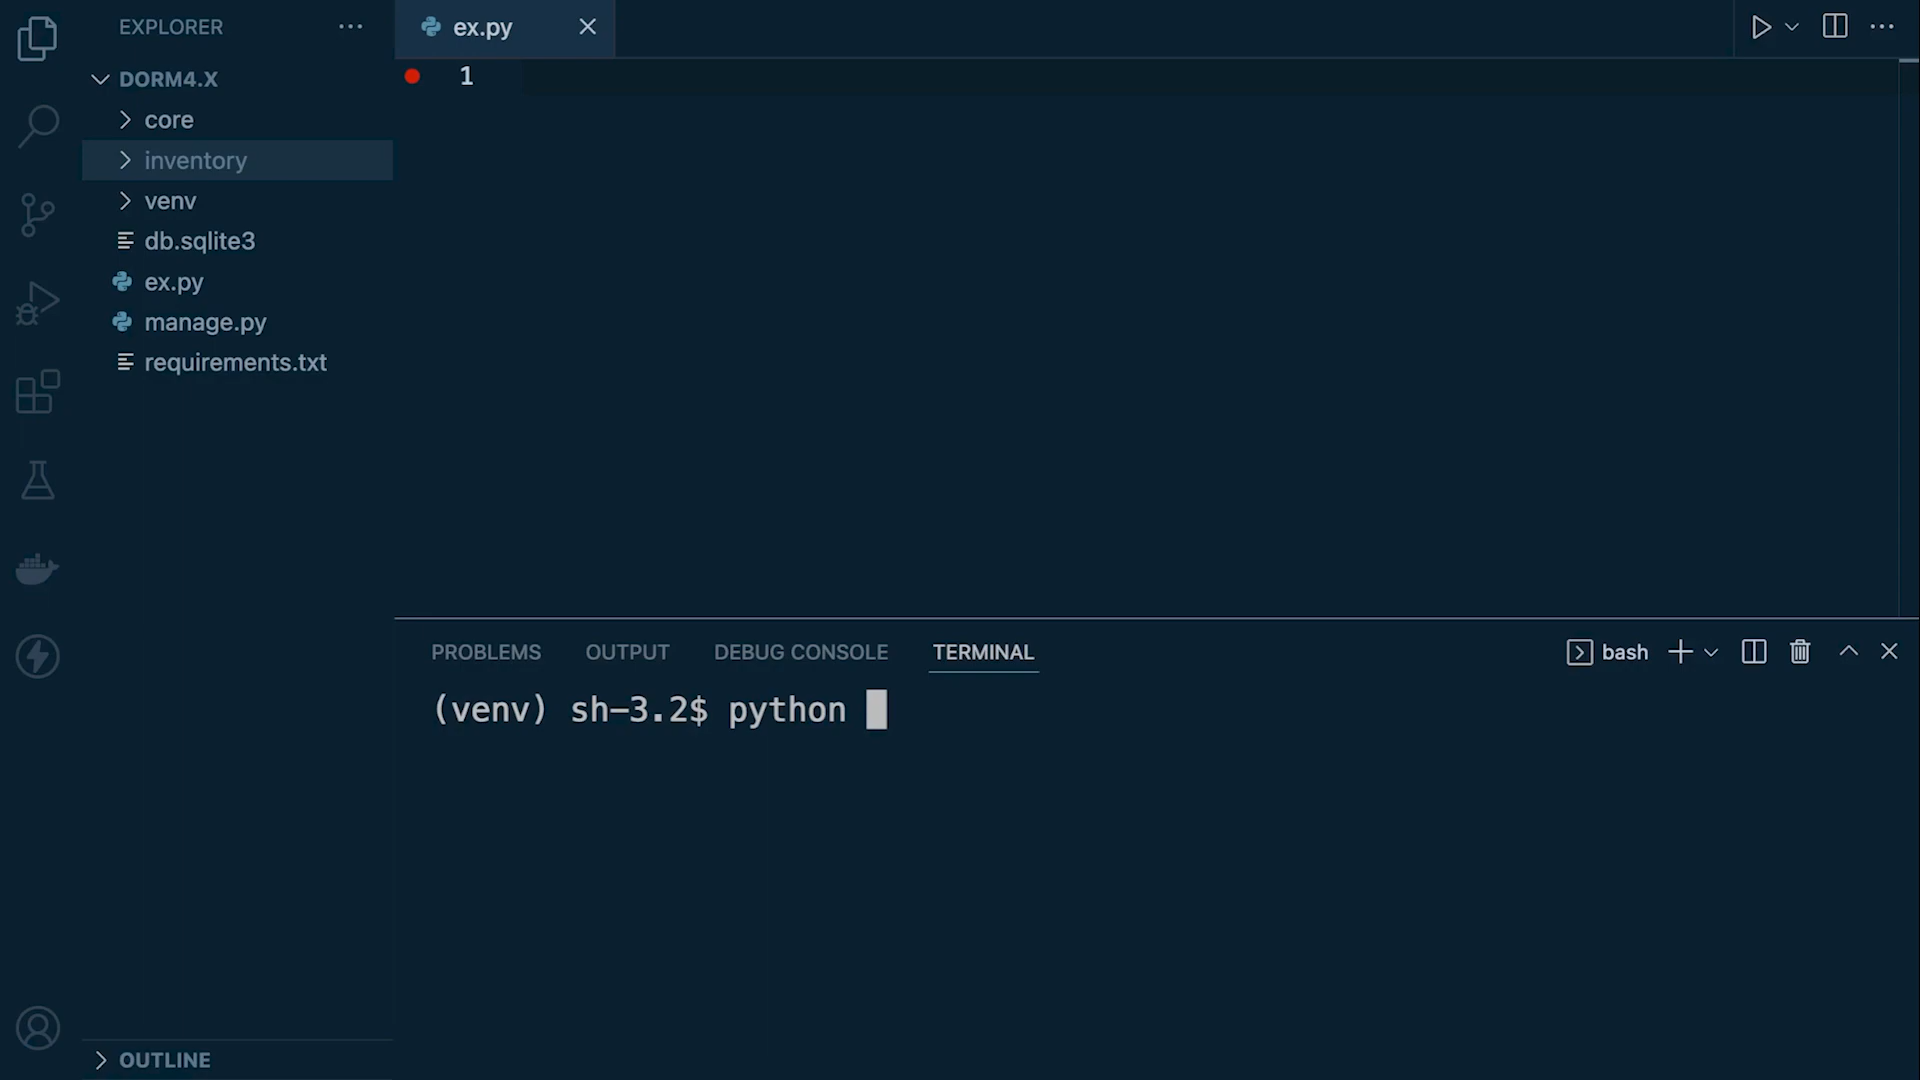 EXPLORER
ex.py
DORM4.X
core
inventory
venv
db.sqlite3
ex.py
manage.py
requirements.txt
1
PROBLEMS OUTPUT DEBUG CONSOLE TERMINAL
bash
(venv) sh-3.2$ python
OUTLINE